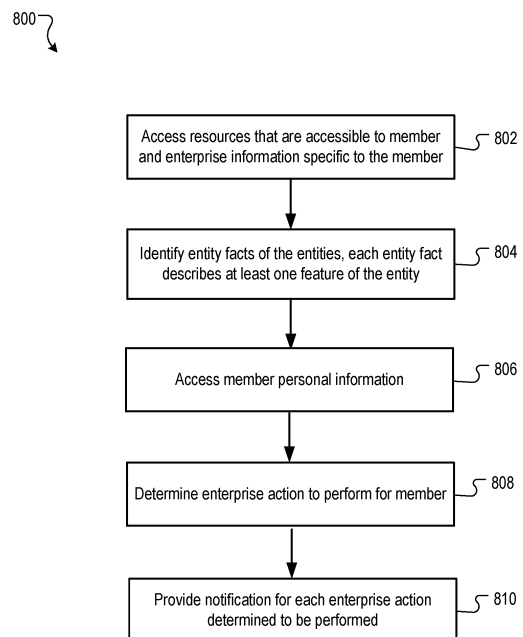 800
Access resources that are accessible to member
and enterprise information specific to the member
802
Identify entity facts of the entities, each entity fact
describes at least one feature of the entity
804
Access member personal information
806
Determine enterprise action to perform for member
808
Provide notification for each enterprise action
determined to be performed
810